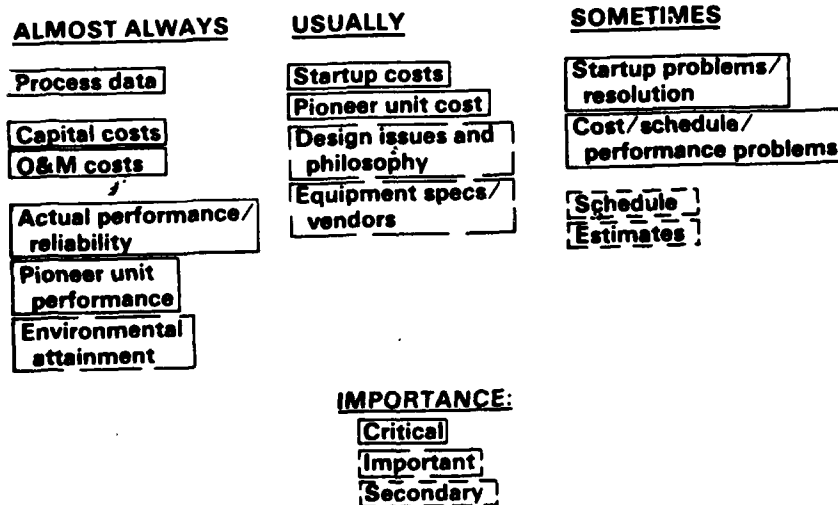 ALMOST ALWAYS
Process data
Capital costs
O&M costs
Actual performance/
reliability
Pioneer unit
performance
Environmental
attainment
USUALLY
Startup costs
Pioneer unit cost
Design issues and
philosophy
Equipment specs/
vendors
SOMETIMES
Startup problems/
resolution
Cost/schedule/
performance problems
Schedule
Estimates
IMPORTANCE:
Critical
Important
Secondary